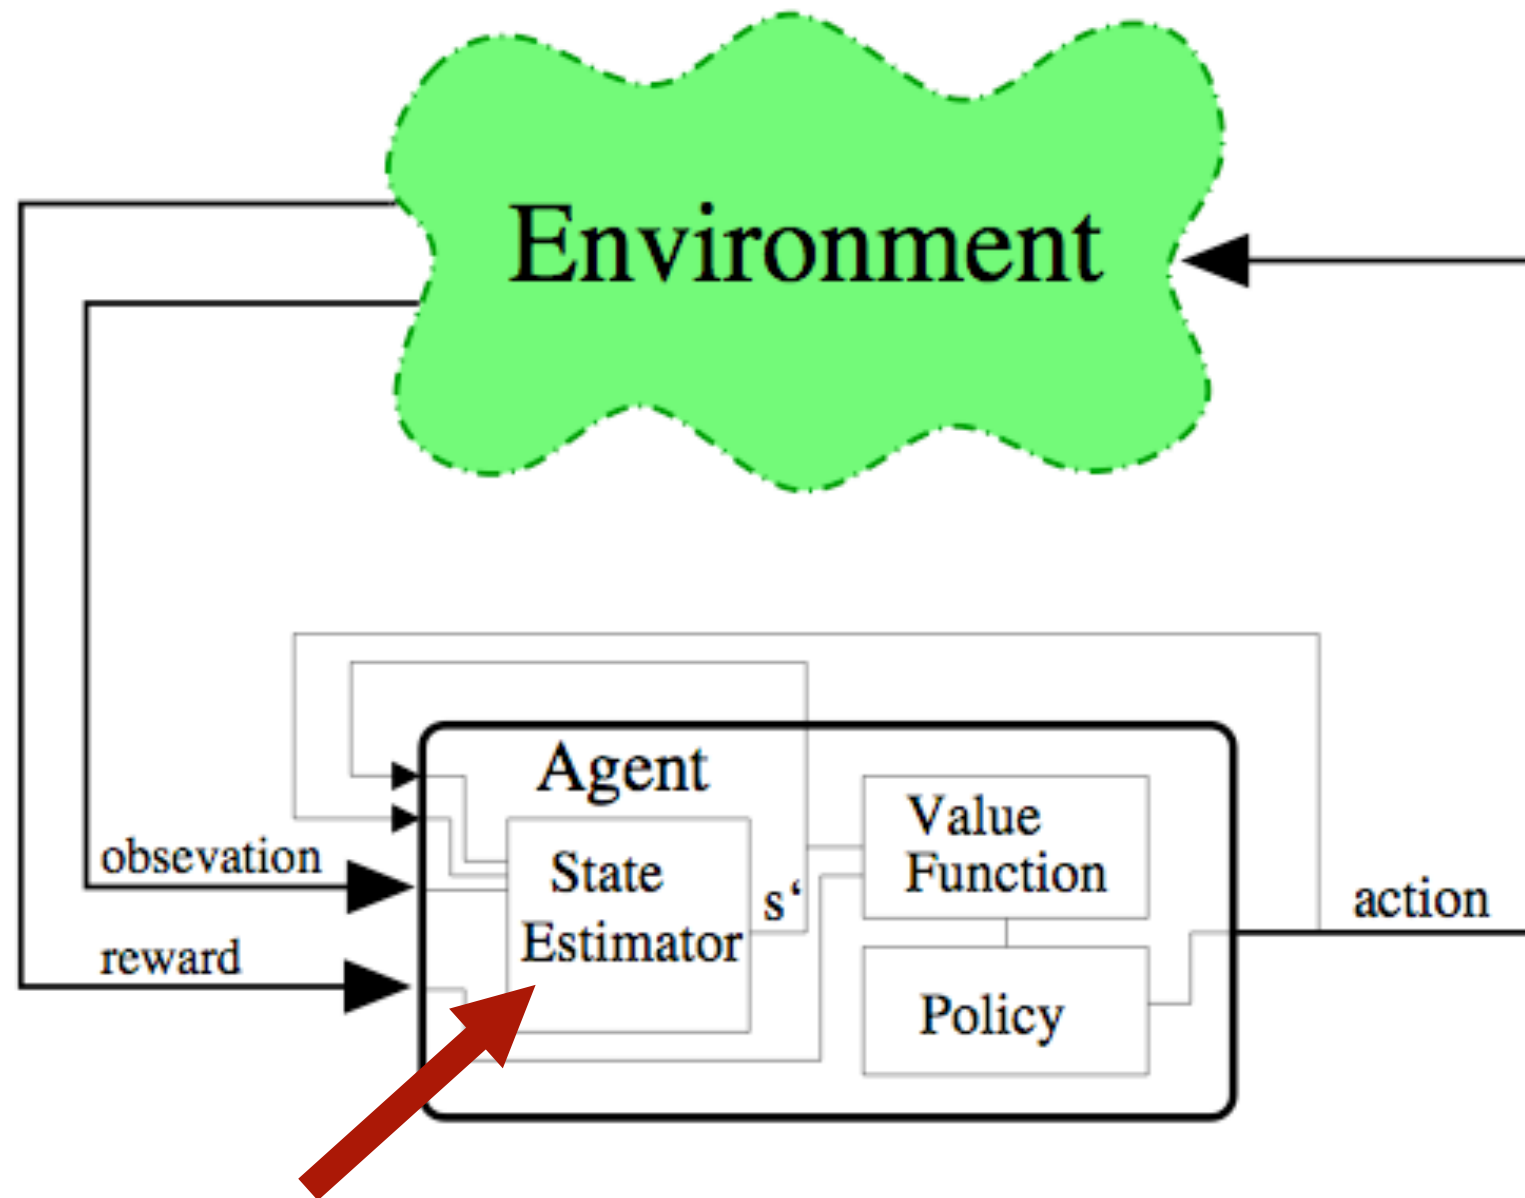 Environment
Agent
obsevation
reward
State
Estimator
s‘
Value
Function
Policy
action